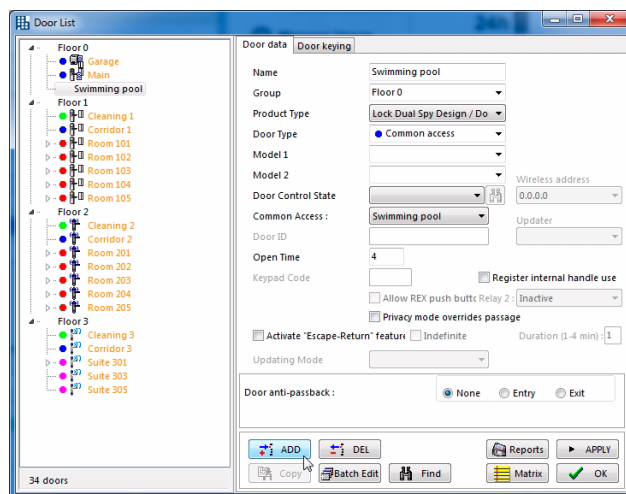 Door List
24h
Floor 0
Garage
Main
Swimming pool
Floor 1
Cleaning 1
Corridor 1
Room 101
Room 102
Room 103
Room 104
Room 105
Floor 2
Cleaning 2
Corridor 2
Room 201
Room 202
Room 203
Room 204
Room 205
Floor 3
Cleaning 3
Corridor 3
Suite 301
Suite 303
Suite 305
34 doors
Door data Door keying
Name Swimming pool
Group Floor 0
Product Type Lock Dual Spy Design / Do
Door Type Common access
Model 1
Model 2
Wireless address
Door Control State 0.0.0.0
Common Access : Swimming pool Updater
Door ID
Open Time 4
Keypad Code Register internal handle use
Allow REX push buttc Relay 2 : Inactive
Privacy mode overrides passage
Activate "Escape-Return" feature Indefinite Duration (1-4 min) : 1
Updating Mode
Door anti-passback : None Entry Exit
ADD DEL Reports APPLY
Copy Batch Edit Find Matrix OK